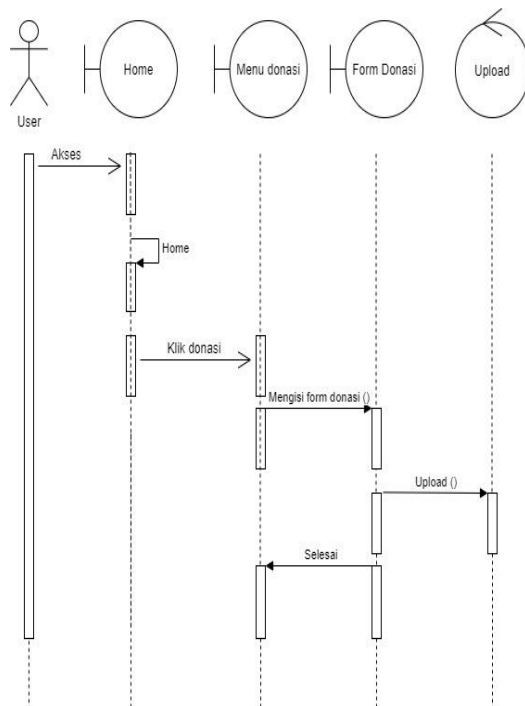 Home
Menu donasi
Form Donasi
Upload
User
Akses
Home
Klik donasi
Mengisi form donasi ()
Upload ()
Selesai